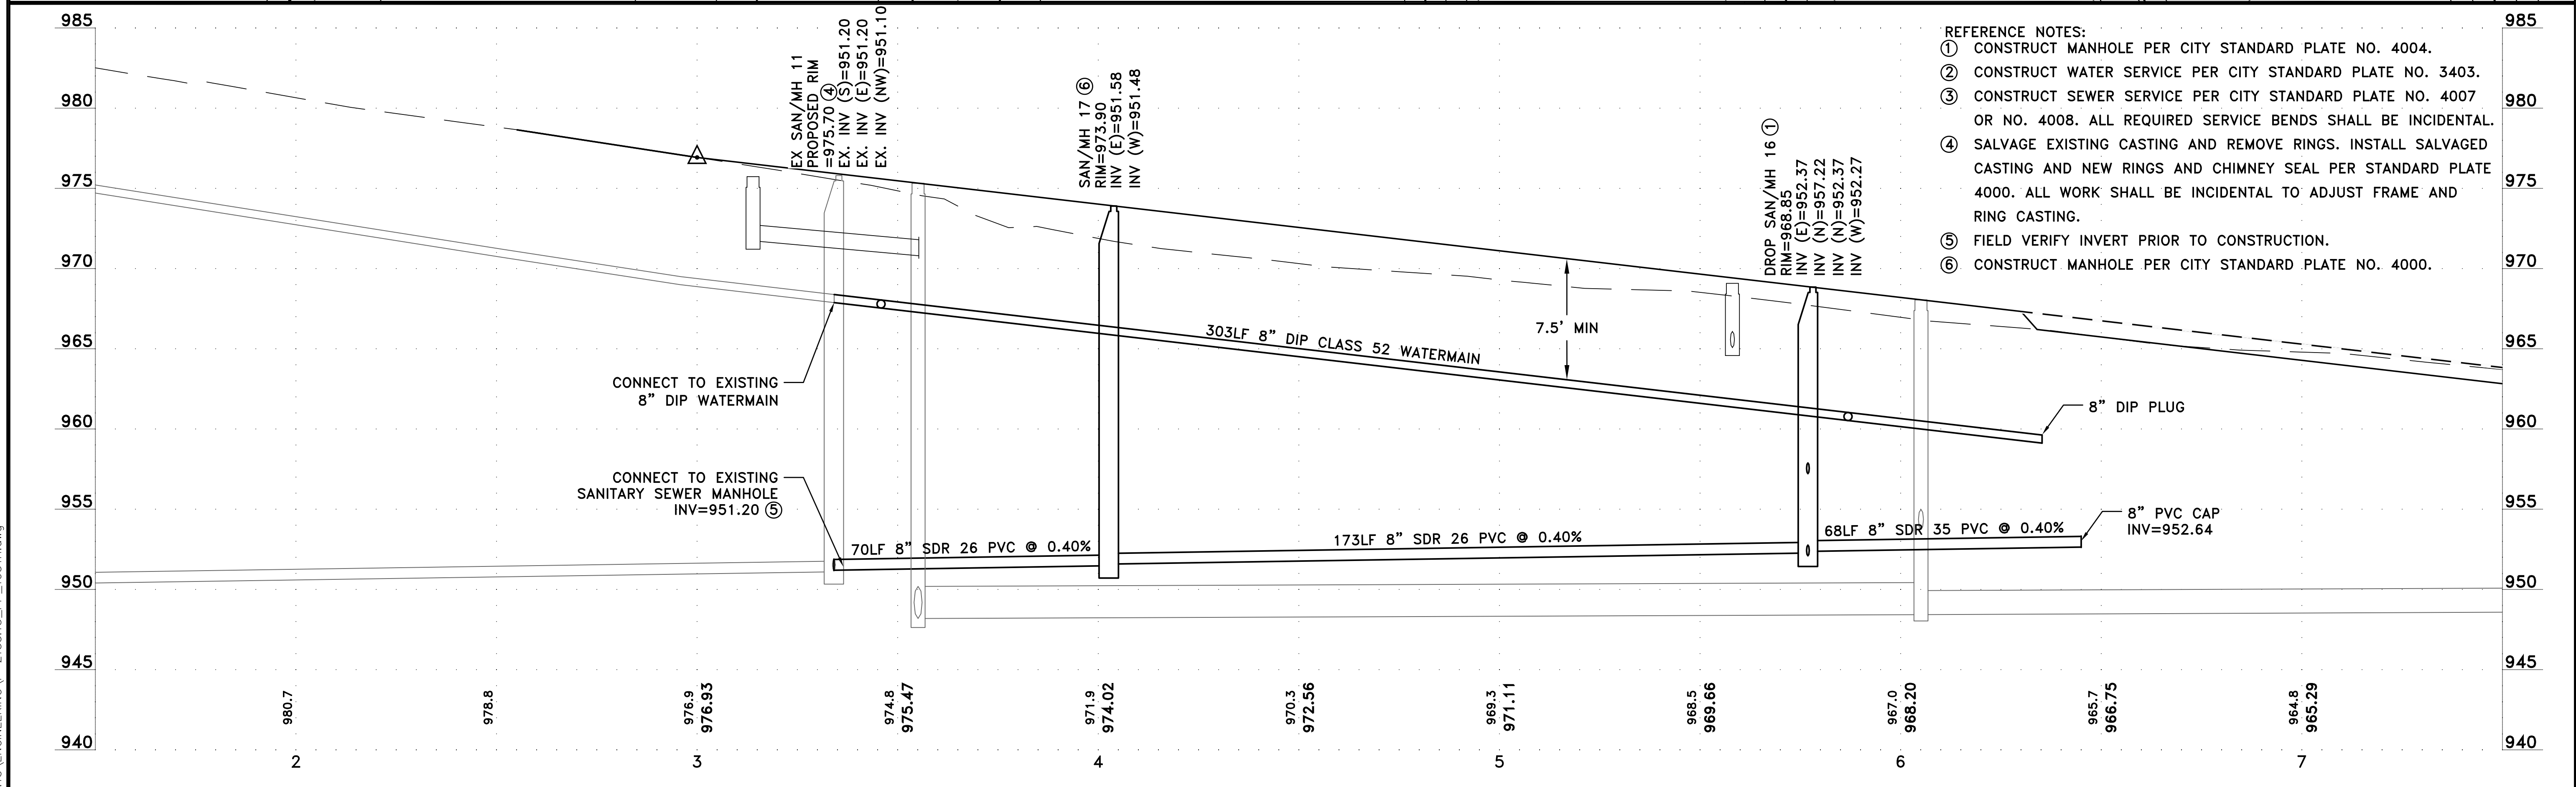 985
980
975
970
965
960
955
950
945
940
EX SAN/MH 11
PROPOSED RIM
=975.70 ④
EX. INV (S)=951.20
EX. INV (E)=951.20
EX. INV (NW)=951.10
SAN/MH 17 ⑥
RIM=973.90
INV (E)=951.58
INV (W)=951.48
DROP SAN/MH 16 ①
RIM=968.85
INV (E)=952.37
INV (N)=957.22
INV (N)=952.37
INV (W)=952.27
REFERENCE NOTES:
① CONSTRUCT MANHOLE PER CITY STANDARD PLATE NO. 4004.
② CONSTRUCT WATER SERVICE PER CITY STANDARD PLATE NO. 3403.
③ CONSTRUCT SEWER SERVICE PER CITY STANDARD PLATE NO. 4007
OR NO. 4008. ALL REQUIRED SERVICE BENDS SHALL BE INCIDENTAL.
④ SALVAGE EXISTING CASTING AND REMOVE RINGS. INSTALL SALVAGED
CASTING AND NEW RINGS AND CHIMNEY SEAL PER STANDARD PLATE
4000. ALL WORK SHALL BE INCIDENTAL TO ADJUST FRAME AND
RING CASTING.
⑤ FIELD VERIFY INVERT PRIOR TO CONSTRUCTION.
⑥ CONSTRUCT MANHOLE PER CITY STANDARD PLATE NO. 4000.
985
980
975
970
965
960
955
950
945
940
303LF 8" DIP CLASS 52 WATERMAIN
7.5' MIN
CONNECT TO EXISTING
8" DIP WATERMAIN
8" DIP PLUG
CONNECT TO EXISTING
SANITARY SEWER MANHOLE
INV=951.20 ⑤
70LF 8" SDR 26 PVC @ 0.40%
173LF 8" SDR 26 PVC @ 0.40%
68LF 8" SDR 35 PVC @ 0.40%
8" PVC CAP
INV=952.64
980.7
978.8
976.9
976.93
974.8
975.47
971.9
974.02
970.3
972.56
969.3
971.11
968.5
969.66
967.0
968.20
965.7
966.75
964.8
965.29
2
3
4
5
6
7